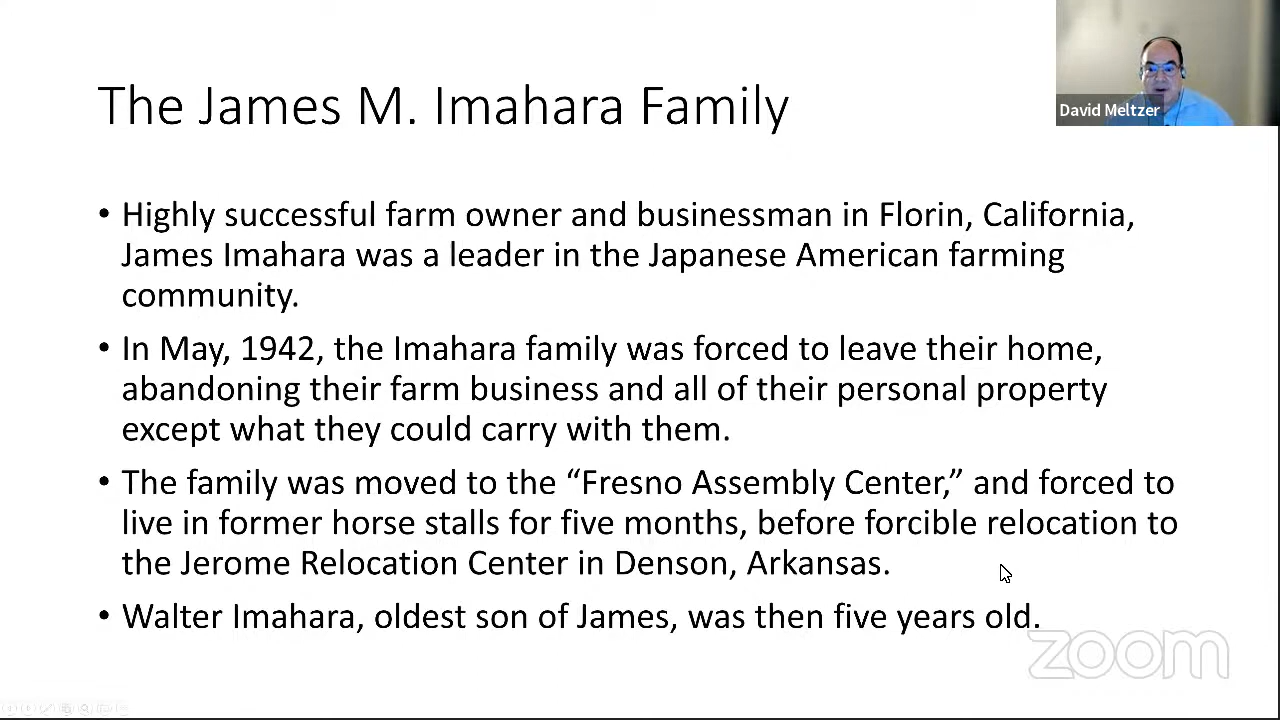 The James M. Imahara Family
David Meltzer
• Highly successful farm owner and businessman in Florin, California,
James Imahara was a leader in the Japanese American farming
community.
• In May, 1942, the Imahara family was forced to leave their home,
abandoning their farm business and all of their personal property
except what they could carry with them.
• The family was moved to the “Fresno Assembly Center,” and forced to
live in former horse stalls for five months, before forcible relocation to
the Jerome Relocation Center in Denson, Arkansas.
• Walter Imahara, oldest son of James, was then five years old.
zoom